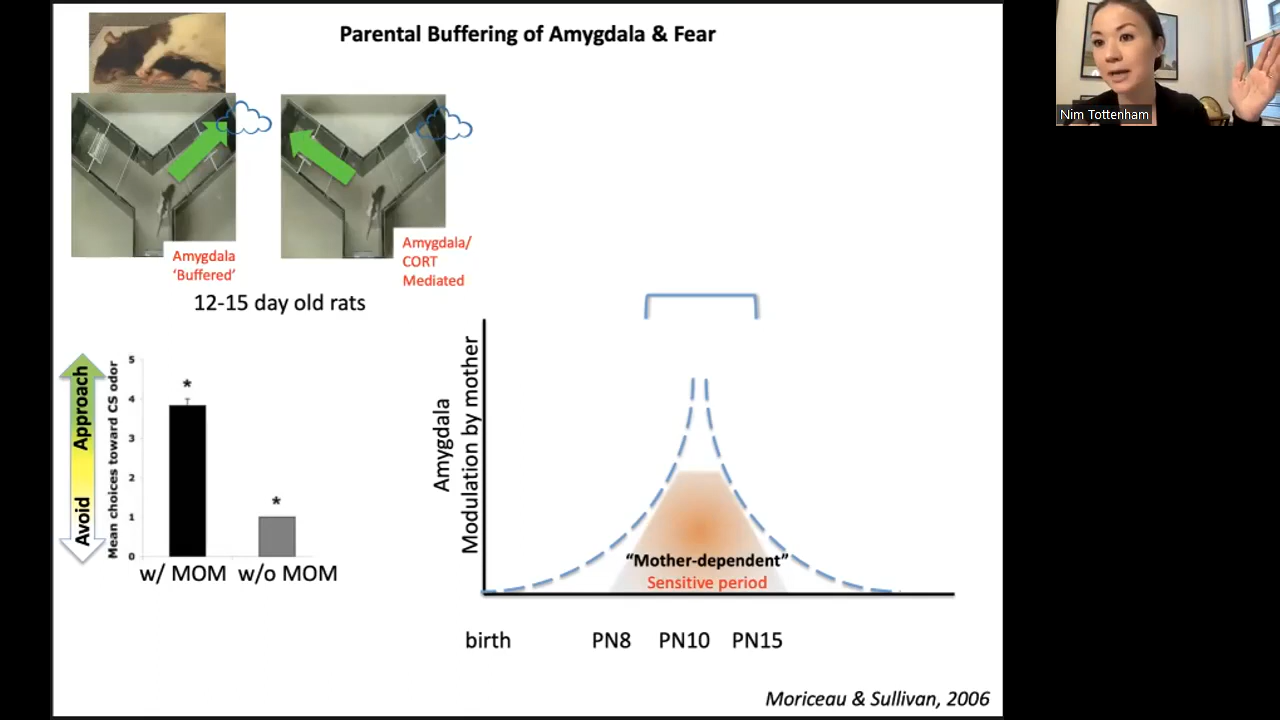 Parental Buffering of Amygdala & Fear
Nim Tottenham
Amygdala
‘Buffered’
Amygdala/
CORT
Mediated
12-15 day old rats
Avoid Approach
Mean choices toward CS odor
5
4
3
2
1
0
*
*
w/ MOM w/o MOM
Amygdala
Modulation by mother
“Mother-dependent”
Sensitive period
birth PN8 PN10 PN15
Moriceau & Sullivan, 2006